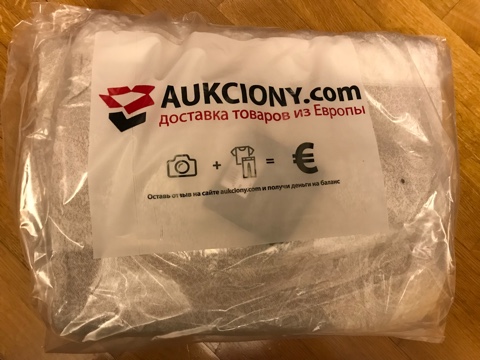 AUKCIONY.com
доставка товаров из Европы
+ = €
Оставь отзыв на сайте aukciony.com и получи деньги на баланс